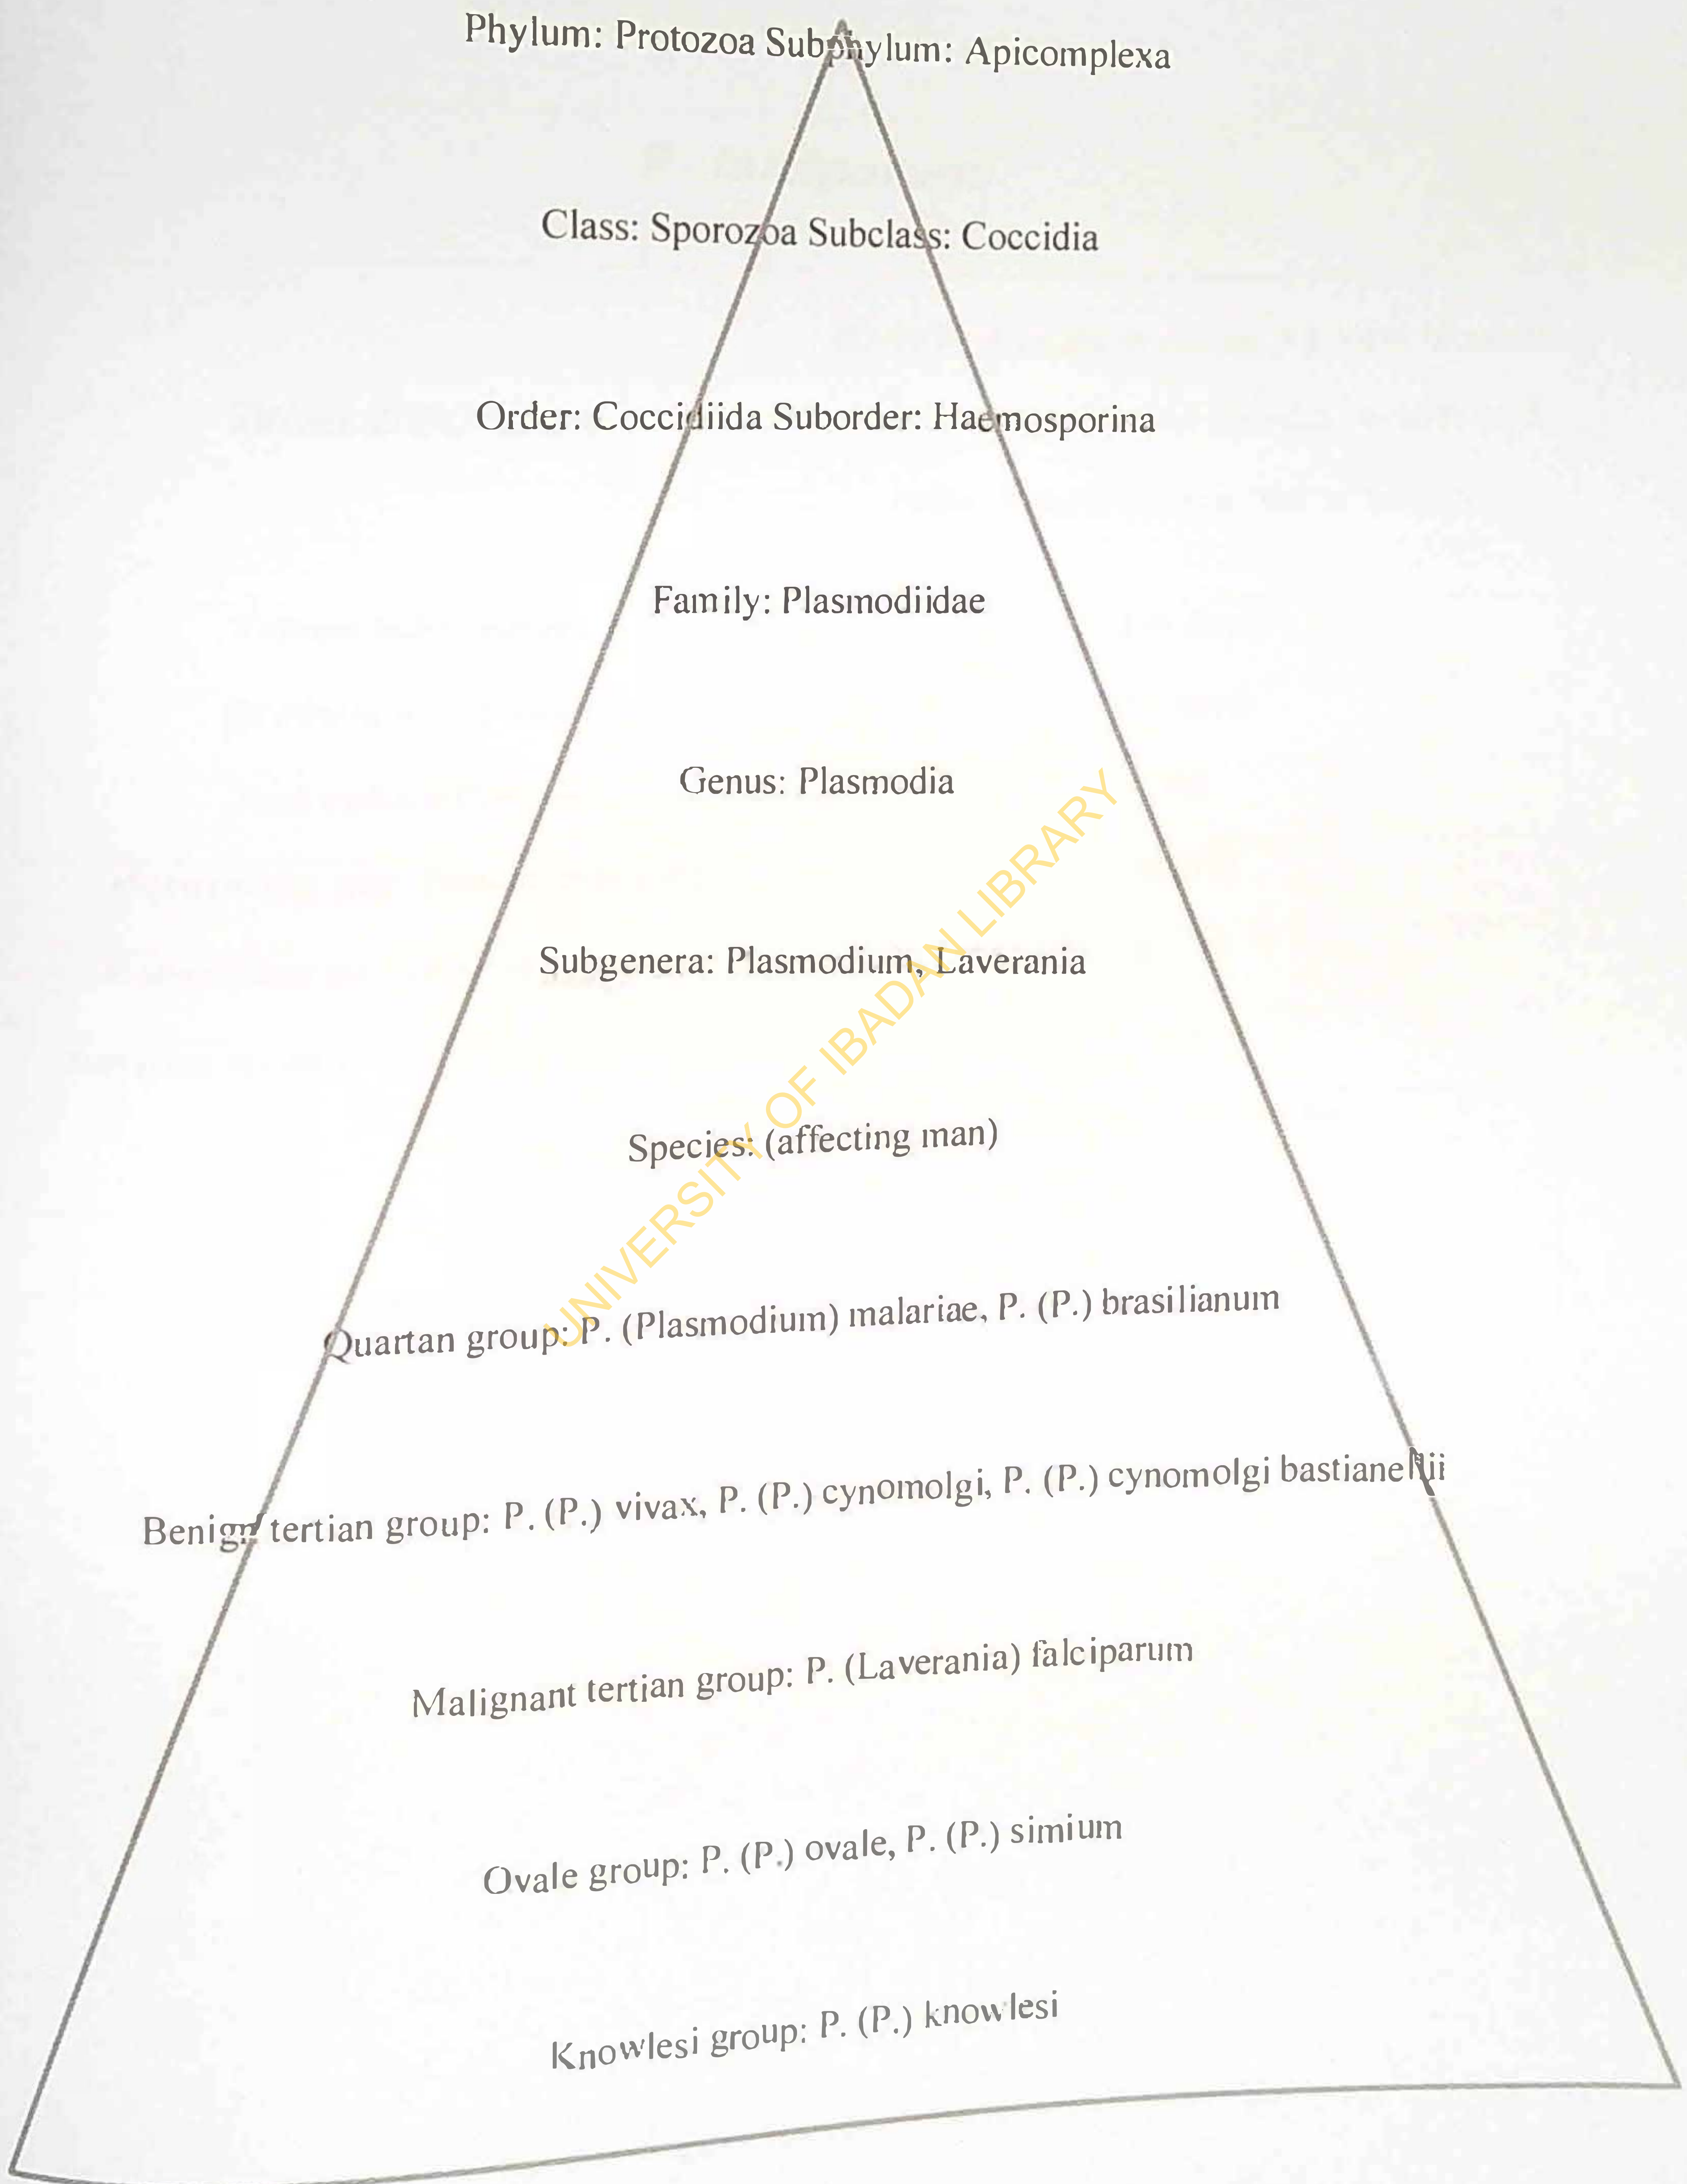 Phylum: Protozoa Subphylum: Apicomplexa
Class: Sporozoa Subclass: Coccidia
Order: Coccidiida Suborder: Haemosporina
Family: Plasmodiidae
Genus: Plasmodia
Subgenera: Plasmodium, Laverania
Species: (affecting man)
Quartan group: P. (Plasmodium) malariae, P. (P.) brasilianum
Benign tertian group: P. (P.) vivax, P. (P.) cynomolgi, P. (P.) cynomolgi bastianellii
Malignant tertian group: P. (Laverania) falciparum
Ovale group: P. (P.) ovale, P. (P.) simium
Knowlesi group: P. (P.) knowlesi
UNIVERSITY OF IBADAN LIBRARY